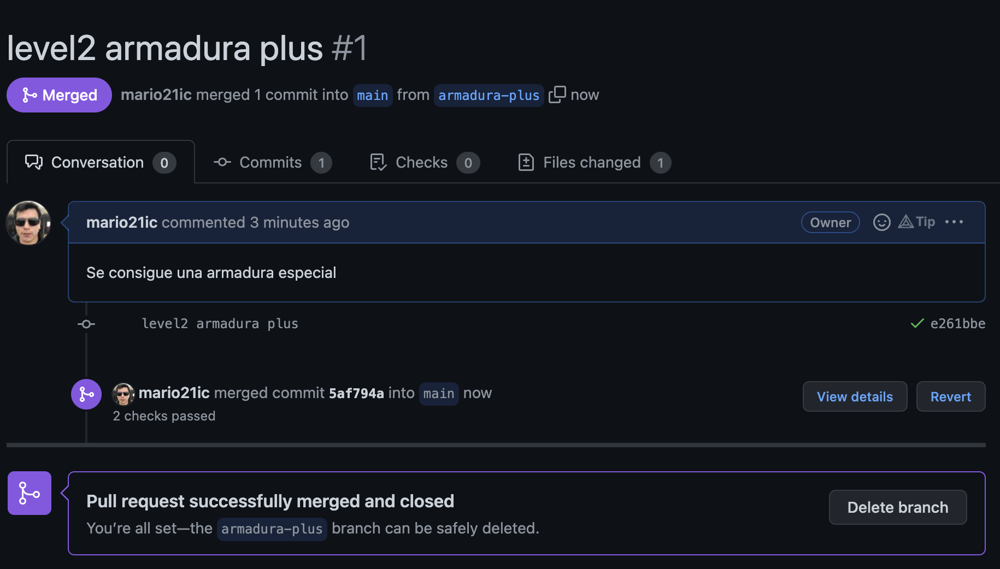 level2 armadura plus #1
Merged mario21ic merged 1 commit into main from armadura-plus now
Conversation 0 Commits 1 Checks 0 Files changed 1
mario21ic commented 3 minutes ago Owner Tip
Se consigue una armadura especial
level2 armadura plus e261bbe
mario21ic merged commit 5af794a into main now View details Revert
2 checks passed
Pull request successfully merged and closed
Delete branch
You’re all set—the armadura-plus branch can be safely deleted.